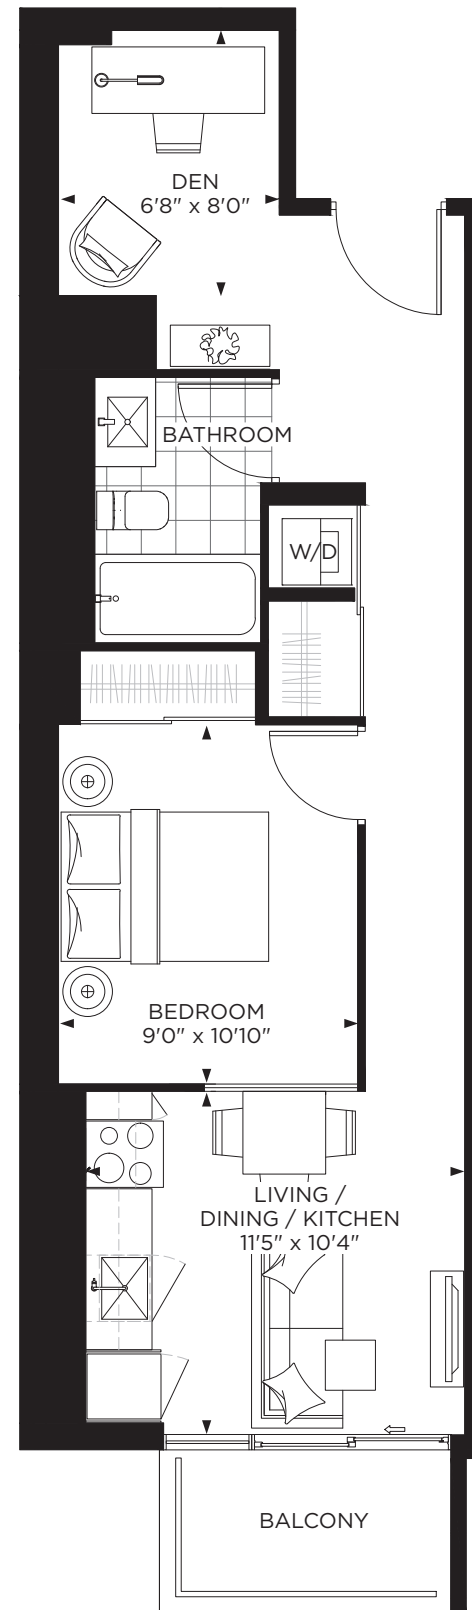 DEN
6'8" x 8'0"
BATHROOM
W/D
BEDROOM
9'0" x 10'10"
LIVING /
DINING / KITCHEN
11'5" x 10'4"
BALCONY